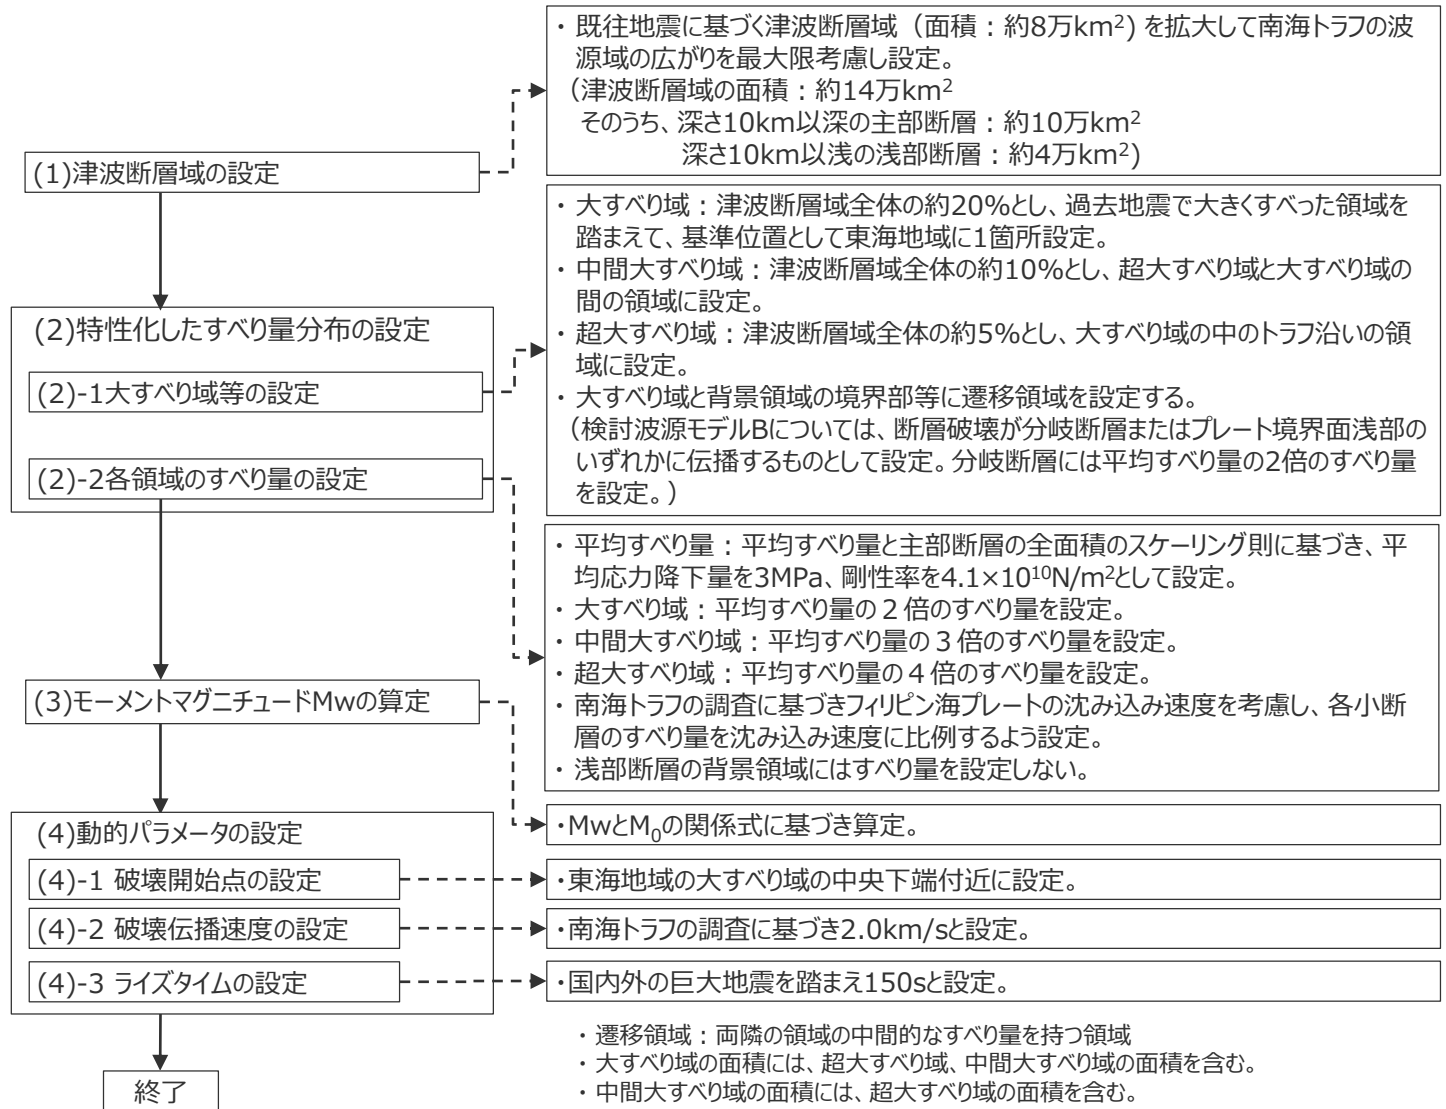 ・ 既往地震に基づく津波断層域（面積：約8万km²) を拡大して南海トラフの波
源域の広がりを最大限考慮し設定。
（津波断層域の面積：約14万km²
そのうち、深さ10km以深の主部断層：約10万km²
深さ10km以浅の浅部断層：約4万km²)
(1)津波断層域の設定
・ 大すべり域：津波断層域全体の約20%とし、過去地震で大きくすべった領域を
踏まえて、基準位置として東海地域に1箇所設定。
・ 中間大すべり域：津波断層域全体の約10%とし、超大すべり域と大すべり域の
間の領域に設定。
・ 超大すべり域：津波断層域全体の約5%とし、大すべり域の中のトラフ沿いの領
域に設定。
・ 大すべり域と背景領域の境界部等に遷移領域を設定する。
（検討波源モデルBについては、断層破壊が分岐断層またはプレート境界面浅部の
いずれかに伝播するものとして設定。分岐断層には平均すべり量の2倍のすべり量
を設定。）
(2)特性化したすべり量分布の設定
(2)-1大すべり域等の設定
(2)-2各領域のすべり量の設定
・ 平均すべり量：平均すべり量と主部断層の全面積のスケーリング則に基づき、平
均応力降下量を3MPa、剛性率を4.1×10¹⁰N/m²として設定。
・ 大すべり域：平均すべり量の２倍のすべり量を設定。
・ 中間大すべり域：平均すべり量の３倍のすべり量を設定。
・ 超大すべり域：平均すべり量の４倍のすべり量を設定。
・ 南海トラフの調査に基づきフィリピン海プレートの沈み込み速度を考慮し、各小断
層のすべり量を沈み込み速度に比例するよう設定。
・ 浅部断層の背景領域にはすべり量を設定しない。
(3)モーメントマグニチュードMwの算定
・MwとM₀の関係式に基づき算定。
(4)動的パラメータの設定
(4)-1 破壊開始点の設定
・東海地域の大すべり域の中央下端付近に設定。
(4)-2 破壊伝播速度の設定
・南海トラフの調査に基づき2.0km/sと設定。
(4)-3 ライズタイムの設定
・国内外の巨大地震を踏まえ150sと設定。
終了
・ 遷移領域：両隣の領域の中間的なすべり量を持つ領域
・ 大すべり域の面積には、超大すべり域、中間大すべり域の面積を含む。
・ 中間大すべり域の面積には、超大すべり域の面積を含む。